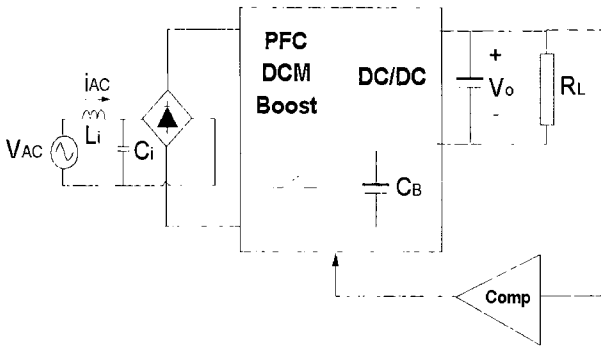 PFC
DCM
Boost
DC/DC
iAC
Li
VAC
Ci
CB
+
Vo
-
RL
Comp